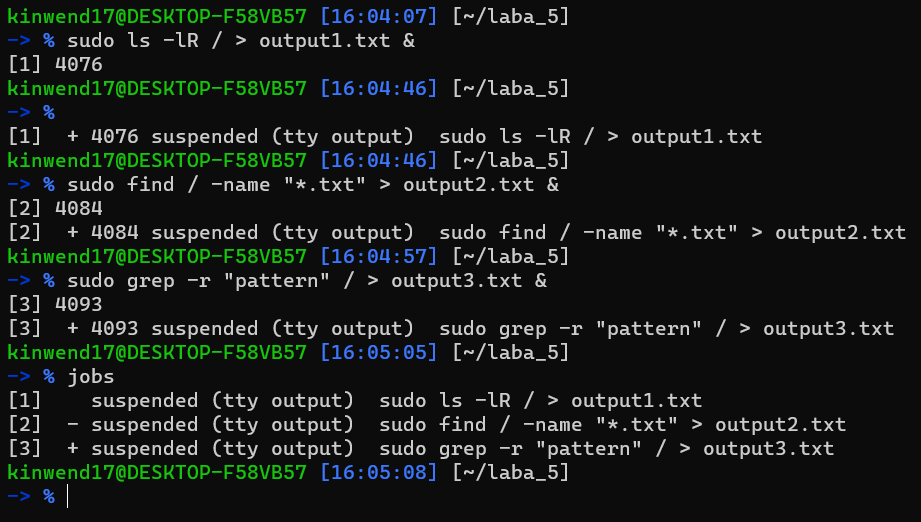 kinwend17@DESKTOP-F58VB57 [16:04:07] [~/laba_5]
-> % sudo ls -lR / > output1.txt &
[1] 4076
kinwend17@DESKTOP-F58VB57 [16:04:46] [~/laba_5]
-> %
[1]  + 4076 suspended (tty output)  sudo ls -lR / > output1.txt
kinwend17@DESKTOP-F58VB57 [16:04:46] [~/laba_5]
-> % sudo find / -name "*.txt" > output2.txt &
[2] 4084
[2]  + 4084 suspended (tty output)  sudo find / -name "*.txt" > output2.txt
kinwend17@DESKTOP-F58VB57 [16:04:57] [~/laba_5]
-> % sudo grep -r "pattern" / > output3.txt &
[3] 4093
[3]  + 4093 suspended (tty output)  sudo grep -r "pattern" / > output3.txt
kinwend17@DESKTOP-F58VB57 [16:05:05] [~/laba_5]
-> % jobs
[1]    suspended (tty output)  sudo ls -lR / > output1.txt
[2]  - suspended (tty output)  sudo find / -name "*.txt" > output2.txt
[3]  + suspended (tty output)  sudo grep -r "pattern" / > output3.txt
kinwend17@DESKTOP-F58VB57 [16:05:08] [~/laba_5]
-> %